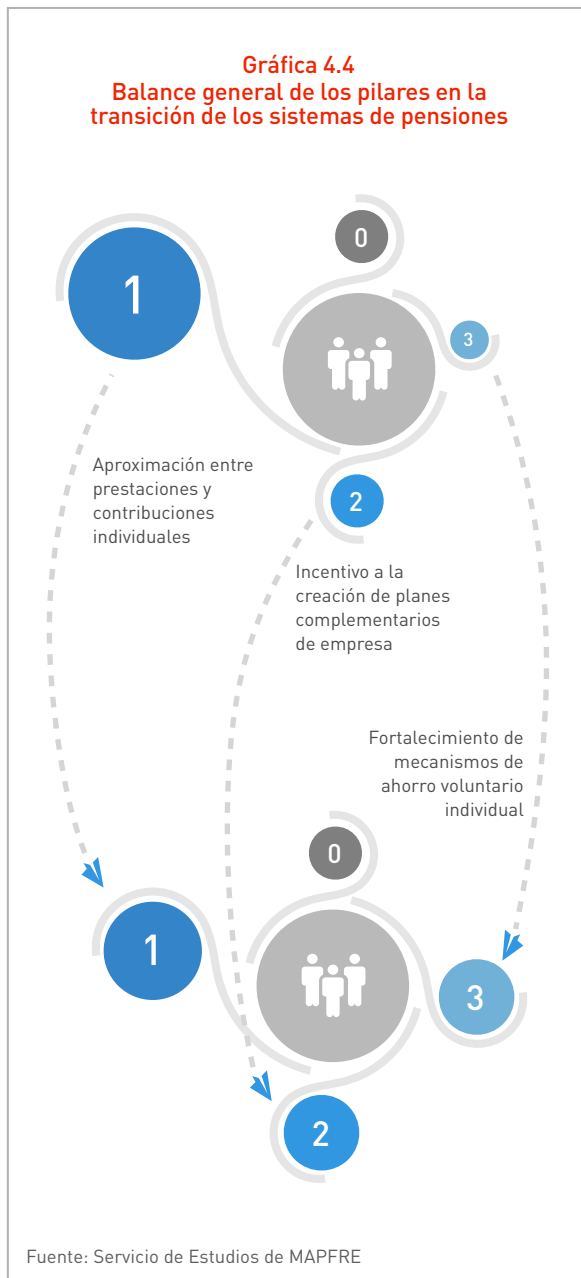 Gráfica 4.4
Balance general de los pilares en la
transición de los sistemas de pensiones
0
1
3
2
Aproximación entre
prestaciones y
contribuciones
individuales
Incentivo a la
creación de planes
complementarios
de empresa
Fortalecimiento de
mecanismos de
ahorro voluntario
individual
0
1
3
2
Fuente: Servicio de Estudios de MAPFRE